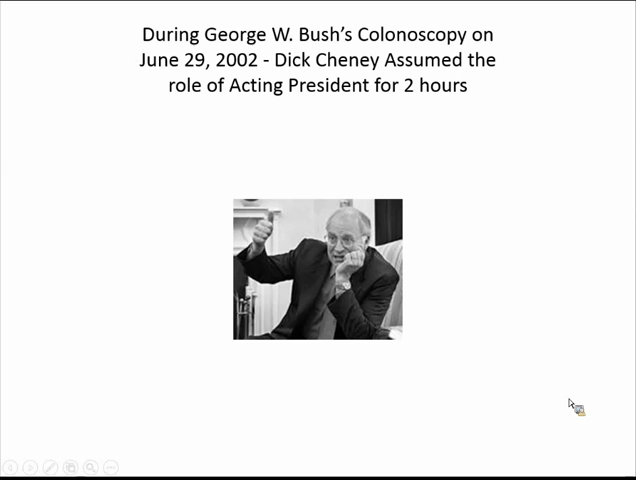 During George W. Bush’s Colonoscopy on
June 29, 2002 - Dick Cheney Assumed the
role of Acting President for 2 hours